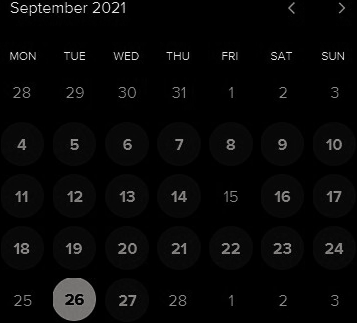 September 2021
MON TUE WED THU FRI SAT SUN
28 29 30 31 1 2 3
4 5 6 7 8 9 10
11 12 13 14 15 16 17
18 19 20 21 22 23 24
25 26 27 28 1 2 3